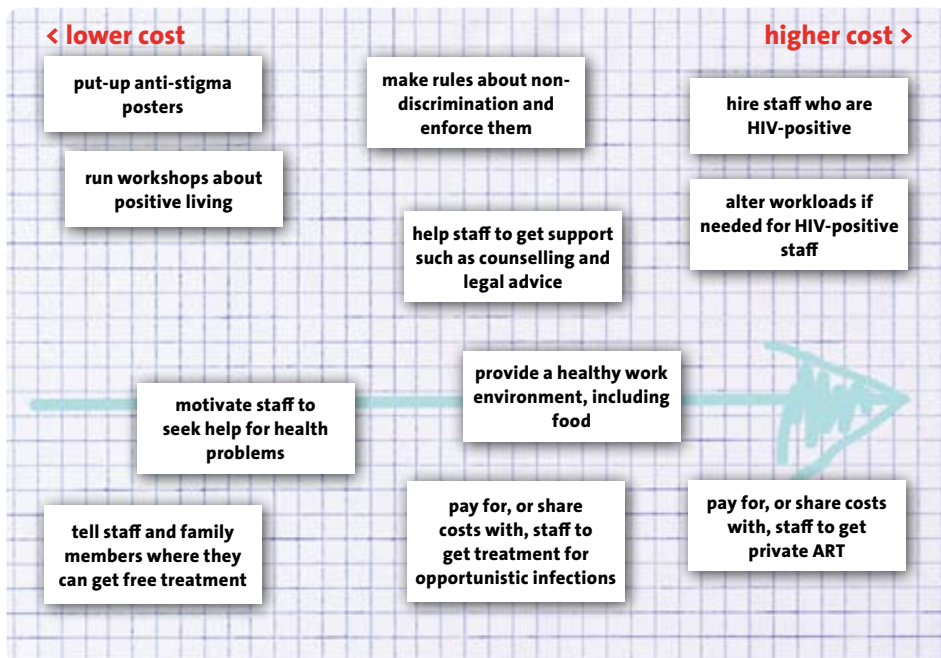 < lower cost
higher cost >
put-up anti-stigma
posters
make rules about non-
discrimination and
enforce them
hire staff who are
HIV-positive
run workshops about
positive living
alter workloads if
needed for HIV-positive
staff
help staff to get support
such as counselling and
legal advice
provide a healthy work
environment, including
food
motivate staff to
seek help for health
problems
tell staff and family
members where they
can get free treatment
pay for, or share
costs with, staff to
get treatment for
opportunistic infections
pay for, or share costs
with, staff to get
private ART